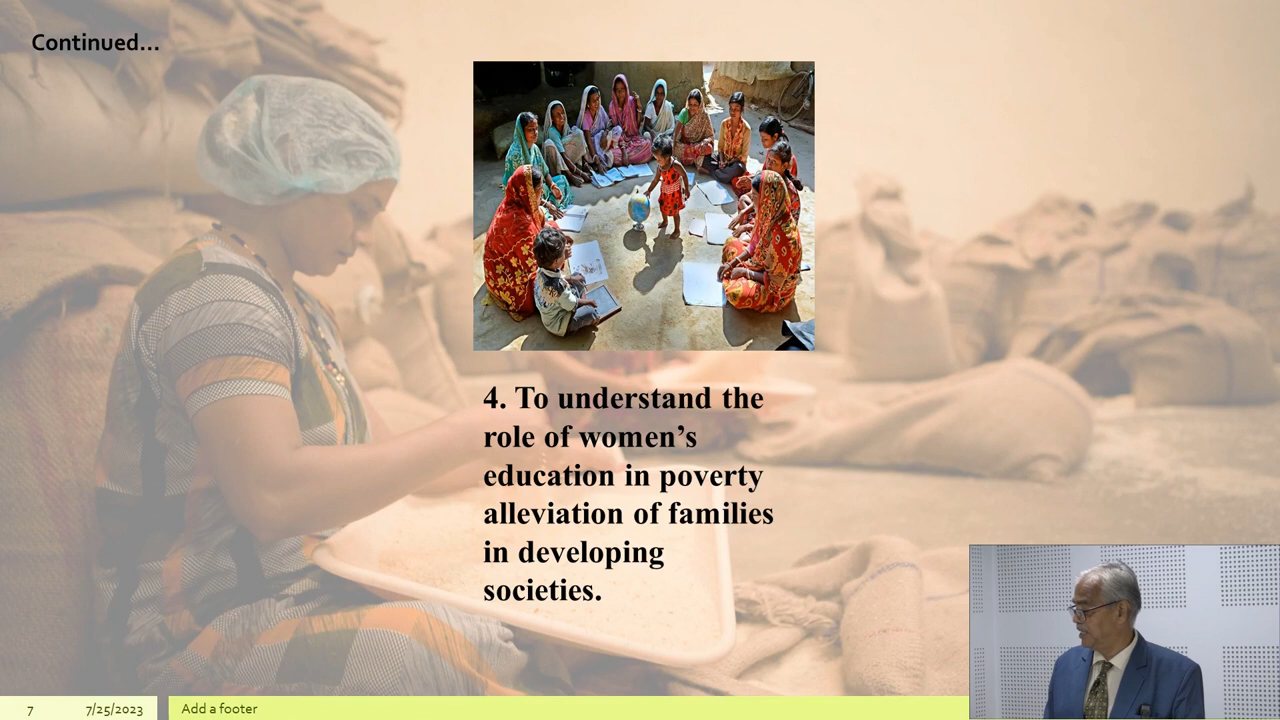 Continued...
4. To understand the
role of women’s
education in poverty
alleviation of families
in developing
societies.
7
7/25/2023
Add a footer